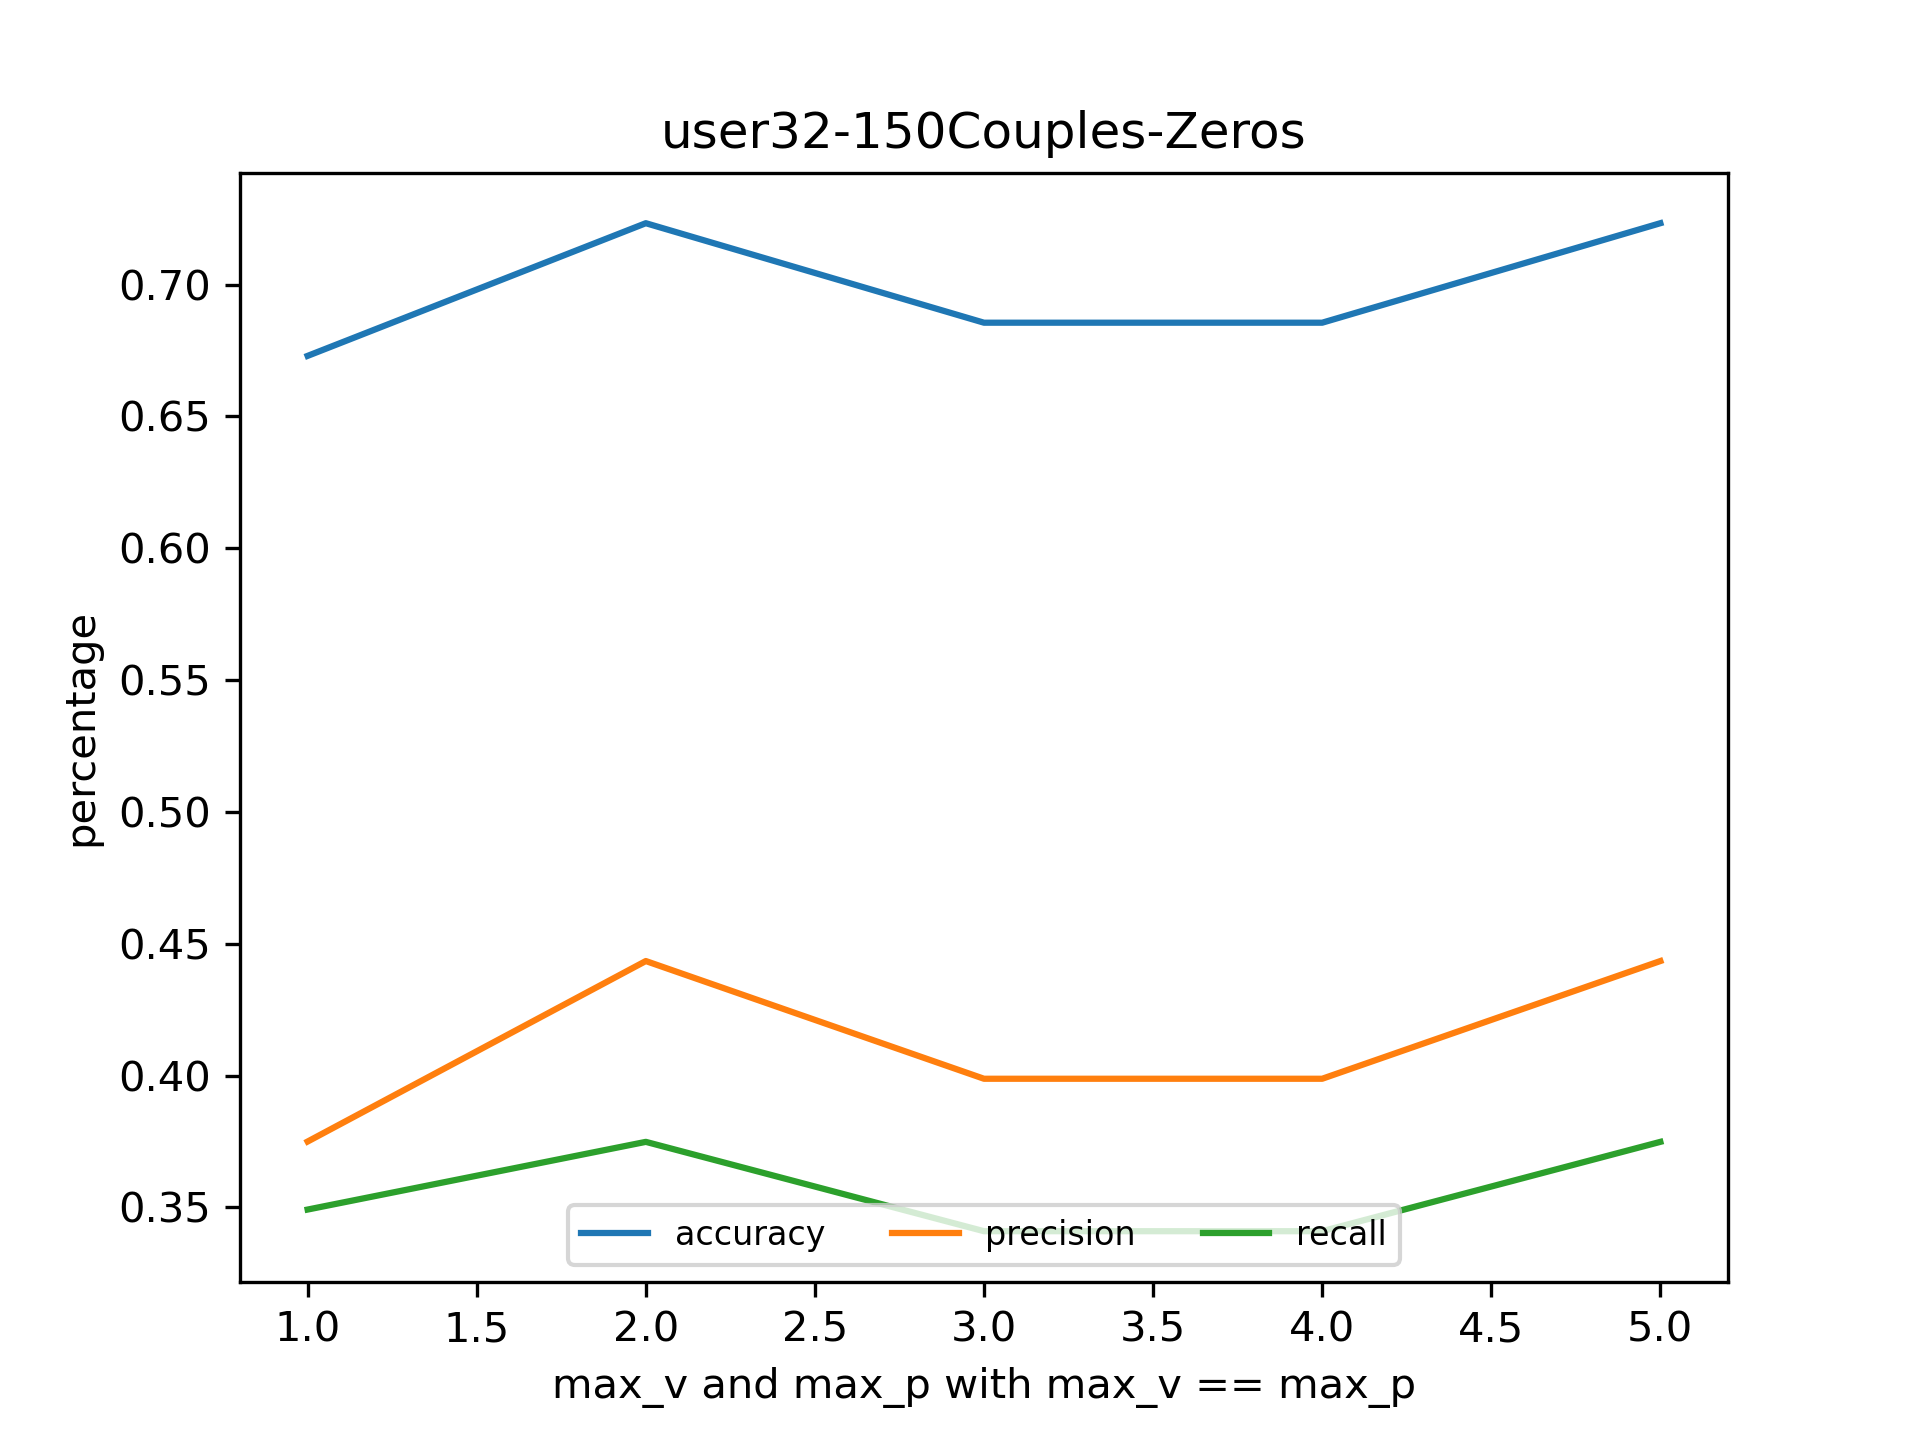 user32-150Couples-Zeros
percentage
0.70
0.65
0.60
0.55
0.50
0.45
0.40
0.35
accuracy precision recall
1.0 1.5 2.0 2.5 3.0 3.5 4.0 4.5 5.0
max_v and max_p with max_v == max_p